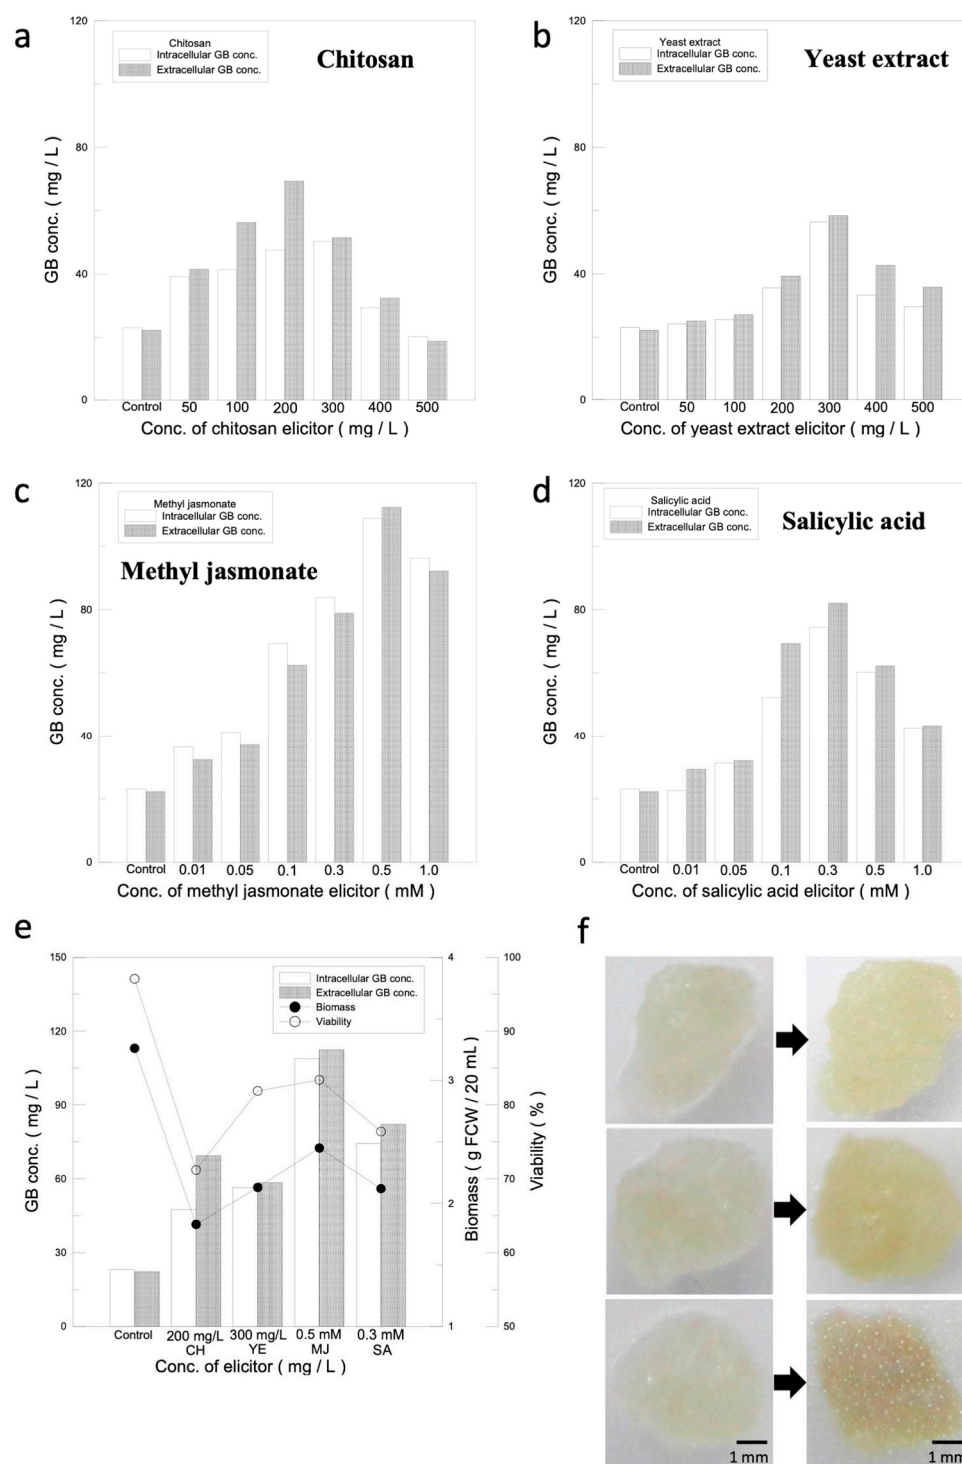 a
120
80
40
0
GB conc. ( mg / L )
Chitosan
Intracellular GB conc.
Extracellular GB conc.
Chitosan
Control 50 100 200 300 400 500
Conc. of chitosan elicitor ( mg / L )
b
120
80
40
0
GB conc. ( mg / L )
Yeast extract
Intracellular GB conc.
Extracellular GB conc.
Yeast extract
Control 50 100 200 300 400 500
Conc. of yeast extract elicitor ( mg / L )
c
120
80
40
0
GB conc. ( mg / L )
Methyl jasmonate
Intracellular GB conc.
Extracellular GB conc.
Methyl jasmonate
Control 0.01 0.05 0.1 0.3 0.5 1.0
Conc. of methyl jasmonate elicitor ( mM )
d
120
80
40
0
GB conc. ( mg / L )
Salicylic acid
Intracellular GB conc.
Extracellular GB conc.
Salicylic acid
Control 0.01 0.05 0.1 0.3 0.5 1.0
Conc. of salicylic acid elicitor ( mM )
e
150
120
90
60
30
0
GB conc. ( mg / L )
Intracellular GB conc.
Extracellular GB conc.
Biomass
Viability
4
3
2
1
Biomass ( g FCW / 20 mL )
100
90
80
70
60
50
Viability ( % )
Control 200 mg/L 300 mg/L 0.5 mM 0.3 mM
CH YE MJ SA
Conc. of elicitor ( mg / L )
f
1 mm
1 mm